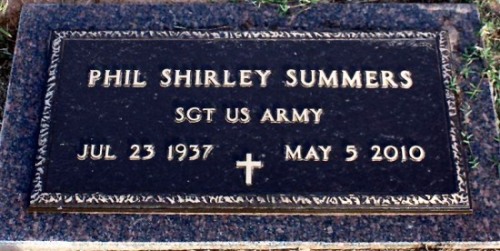 PHIL SHIRLEY SUMMERS
SGT US ARMY
JUL 23 1937 MAY 5 2010